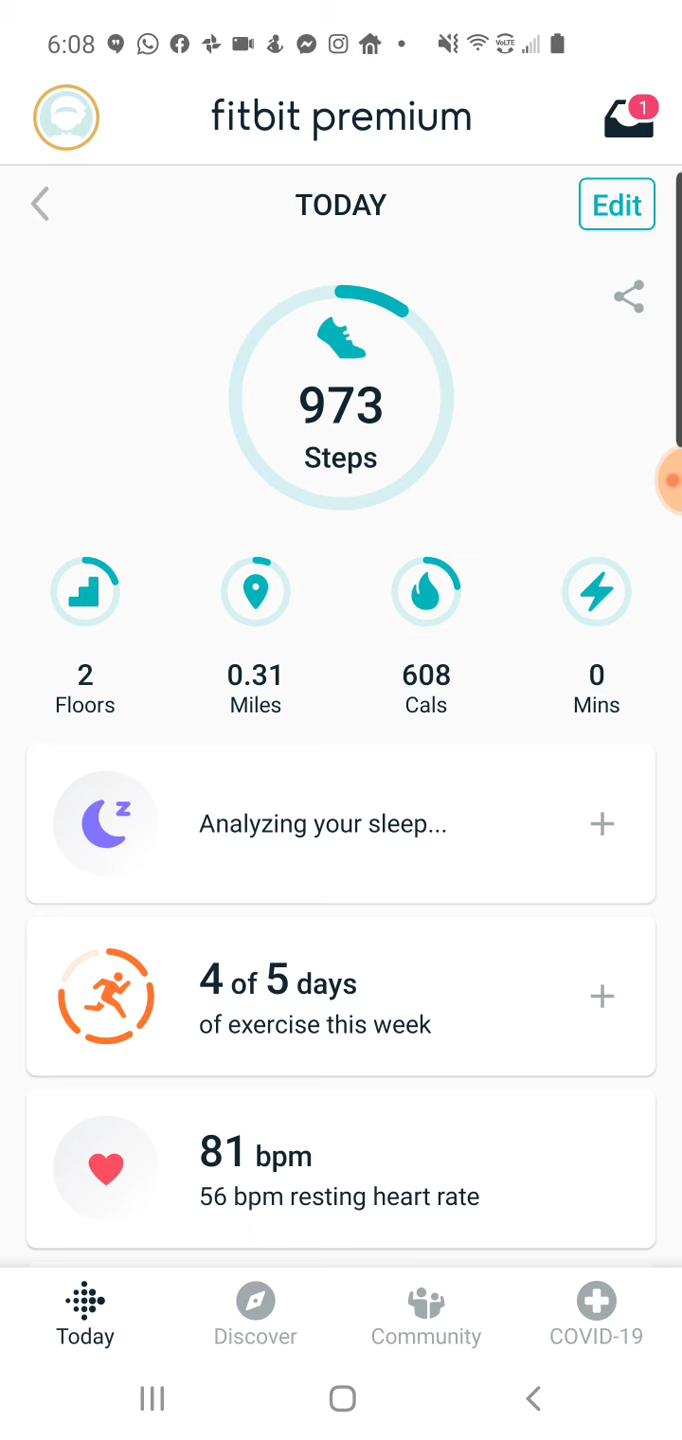 6:08
fitbit premium
1
TODAY
Edit
973
Steps
2
Floors
0.31
Miles
608
Cals
0
Mins
z
Analyzing your sleep...
4 of 5 days
of exercise this week
81 bpm
56 bpm resting heart rate
Today
Discover
Community
COVID-19